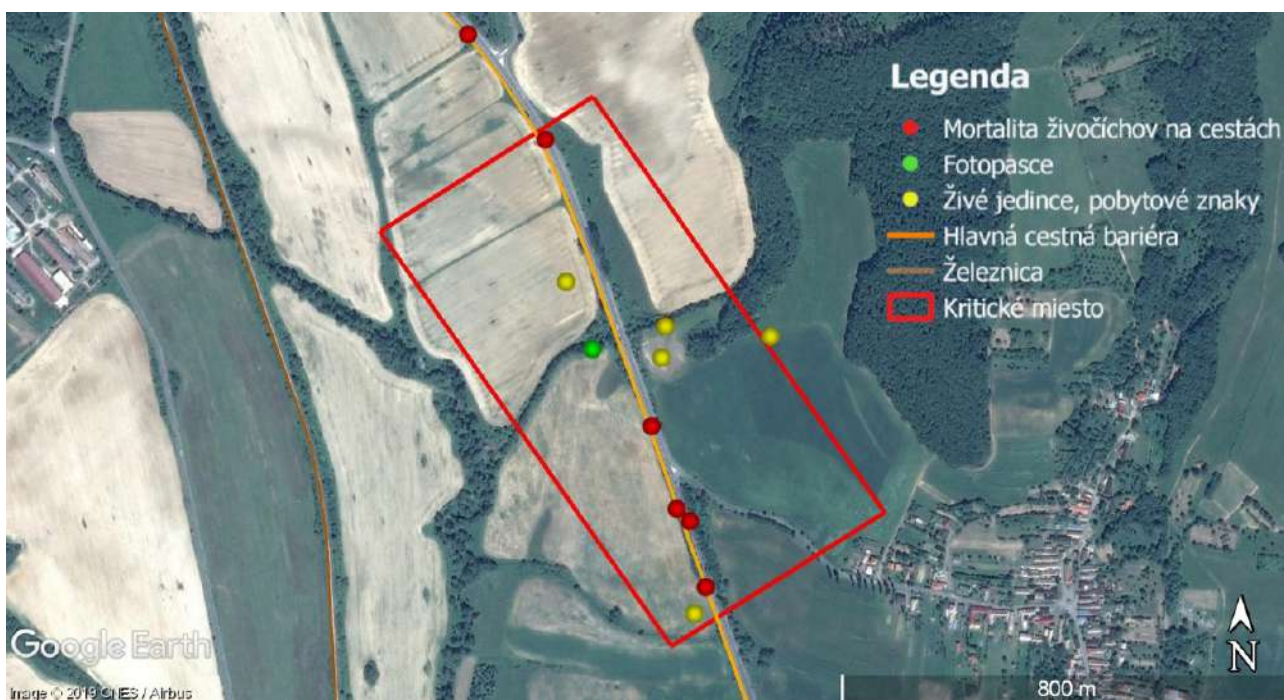 Legenda
Mortalita živočíchov na cestách
Fotopasce
Živé jedince, pobytové znaky
Hlavná cestná bariéra
Železnica
Kritické miesto
N
Google Earth
Image © 2019 CNES / Airbus
800 m